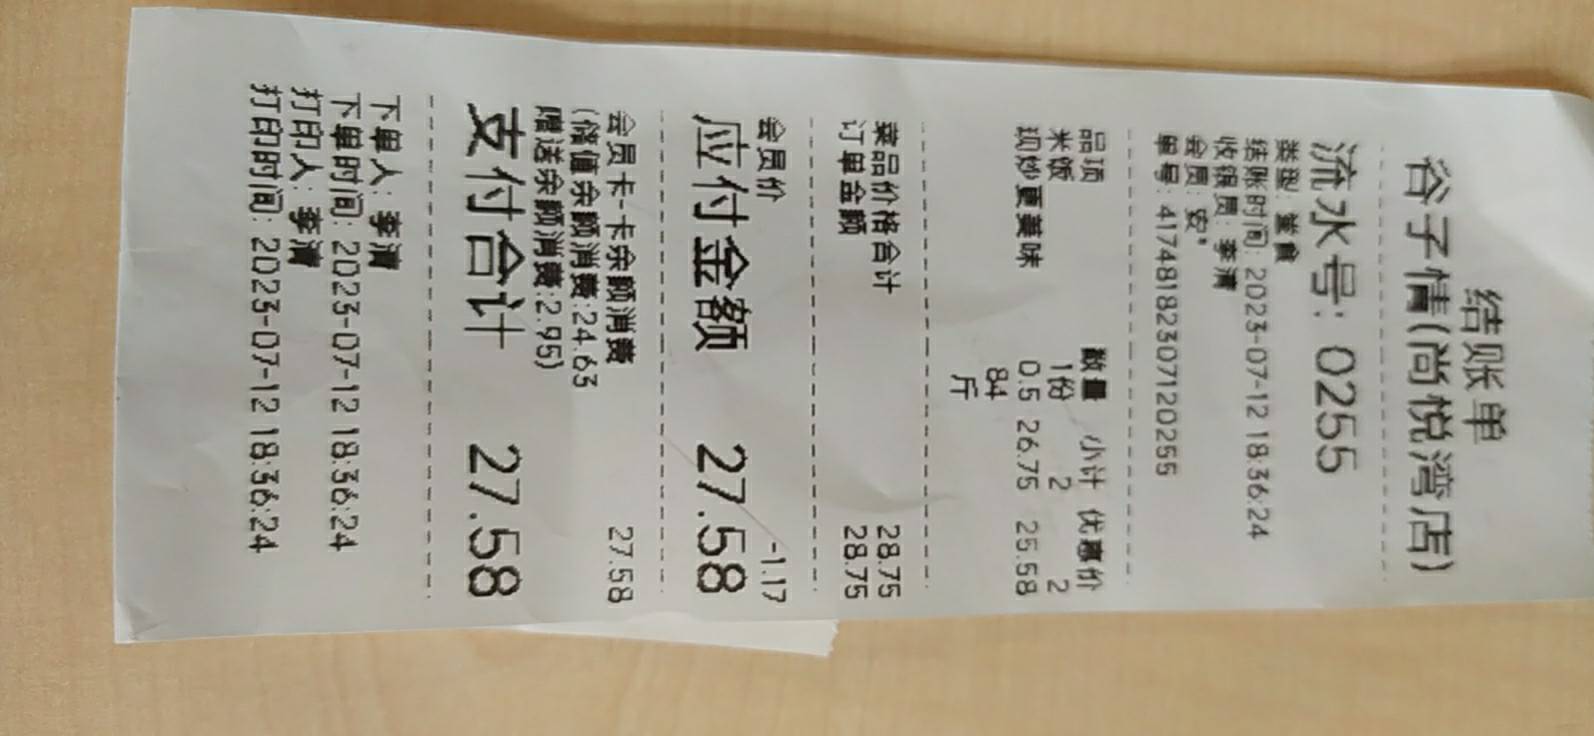 结账单
谷子情(尚悦湾店)
流水号: 0255
类型: 堂食
结账时间: 2023-07-12 18:36:24
收银员: 李清
会员: 安*
单号: 417481823071202​55
品项 数量 小计 优惠价
米饭 1份 2 2
现炒更美味 0.5 26.75 25.58
84
斤
菜品价格合计 28.75
订单金额 28.75
会员价 -1.17
应付金额 27.58
会员卡-卡余额消费 27.58
(储值余额消费:24.63
赠送余额消费:2.95)
支付合计 27.58
下单人: 李清
下单时间: 2023-07-12 18:36:24
打印人: 李清
打印时间: 2023-07-12 18:36:24